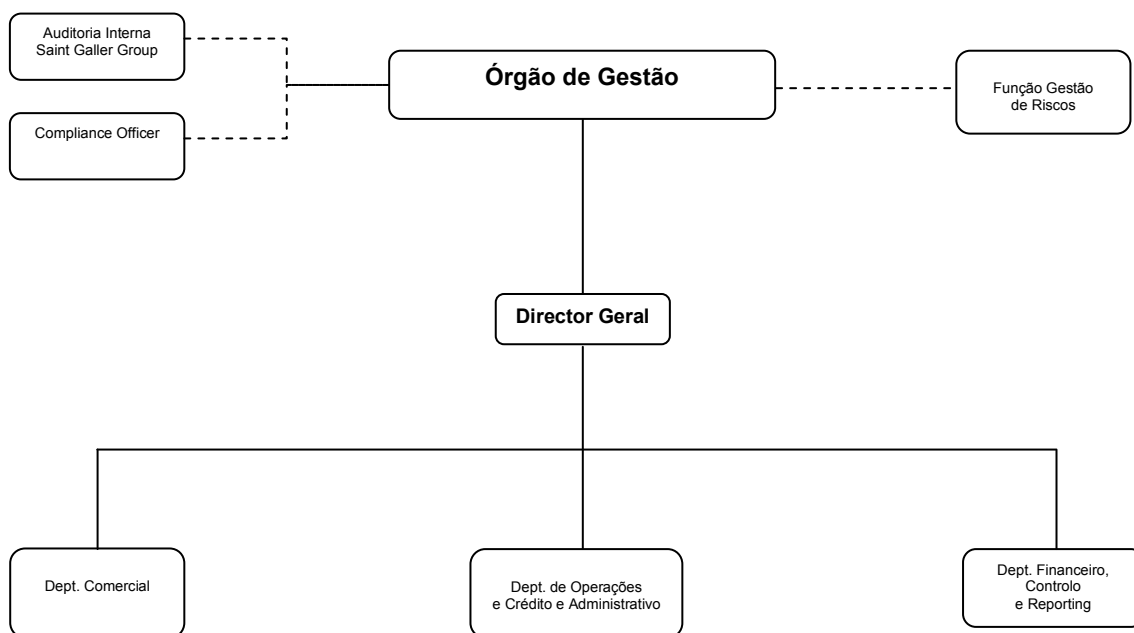 Auditoria Interna
Saint Galler Group
Órgão de Gestão
Função Gestão
de Riscos
Compliance Officer
Director Geral
Dept. Comercial
Dept. de Operações
e Crédito e Administrativo
Dept. Financeiro,
Controlo
e Reporting